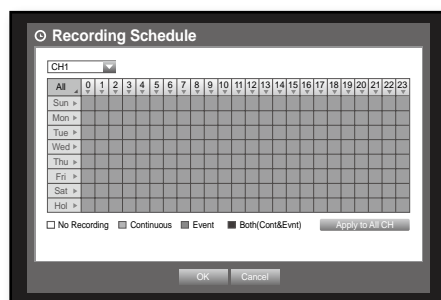 Recording Schedule
CH1
All 0 1 2 3 4 5 6 7 8 9 10 11 12 13 14 15 16 17 18 19 20 21 22 23
Sun
Mon
Tue
Wed
Thu
Fri
Sat
Hol
No Recording Continuous Event Both(Cont&Evnt) Apply to All CH
OK Cancel